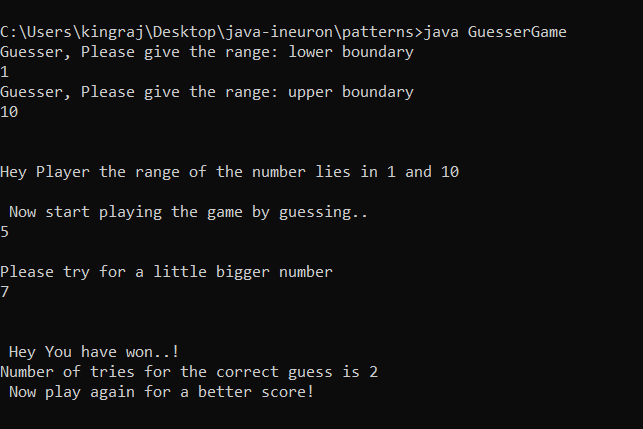 C:\Users\kingraj\Desktop\java-ineuron\patterns>java GuesserGame
Guesser, Please give the range: lower boundary
1
Guesser, Please give the range: upper boundary
10
Hey Player the range of the number lies in 1 and 10
Now start playing the game by guessing..
5
Please try for a little bigger number
7
Hey You have won..!
Number of tries for the correct guess is 2
Now play again for a better score!